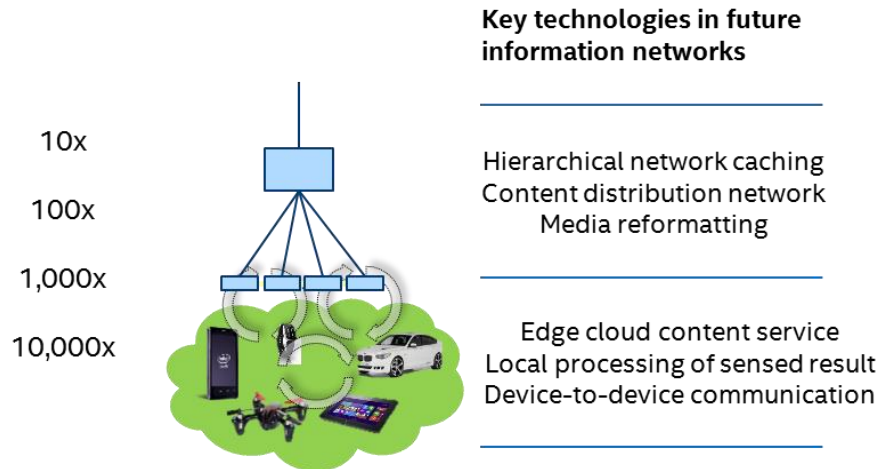 Key technologies in future
information networks
10x
100x
1,000x
10,000x
Hierarchical network caching
Content distribution network
Media reformatting
Edge cloud content service
Local processing of sensed result
Device-to-device communication